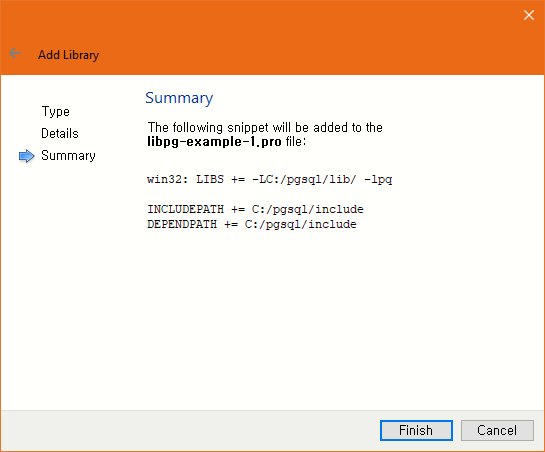 Add Library
Type
Details
Summary
Summary
The following snippet will be added to the
libpg-example-1.pro file:
win32: LIBS += -LC:/pgsql/lib/ -lpq
INCLUDEPATH += C:/pgsql/include
DEPENDPATH += C:/pgsql/include
Finish
Cancel